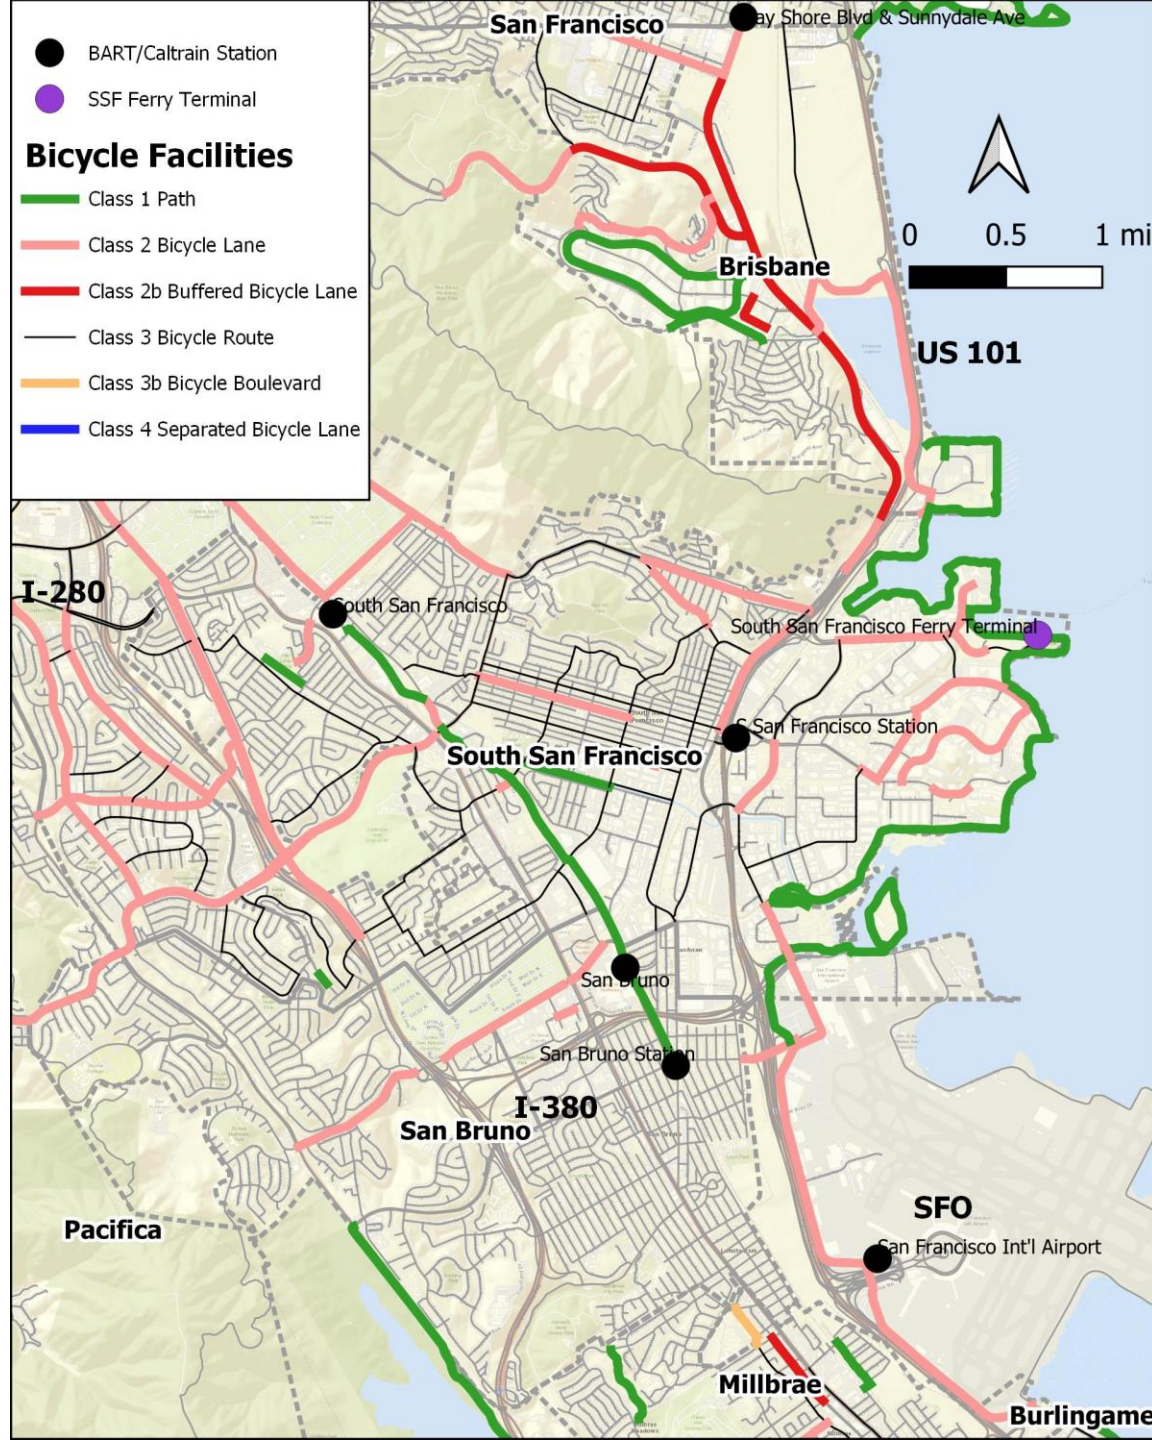 San Francisco
ay Shore Blvd & Sunnydale Ave
BART/Caltrain Station
SSF Ferry Terminal
Bicycle Facilities
Class 1 Path
Class 2 Bicycle Lane
Class 2b Buffered Bicycle Lane
Class 3 Bicycle Route
Class 3b Bicycle Boulevard
Class 4 Separated Bicycle Lane
0 0.5 1 mi
Brisbane
US 101
I-280
South San Francisco
South San Francisco Ferry Terminal
S San Francisco Station
South San Francisco
San Bruno
San Bruno Station
I-380
San Bruno
Pacifica
SFO
San Francisco Int'l Airport
Millbrae
Burlingame